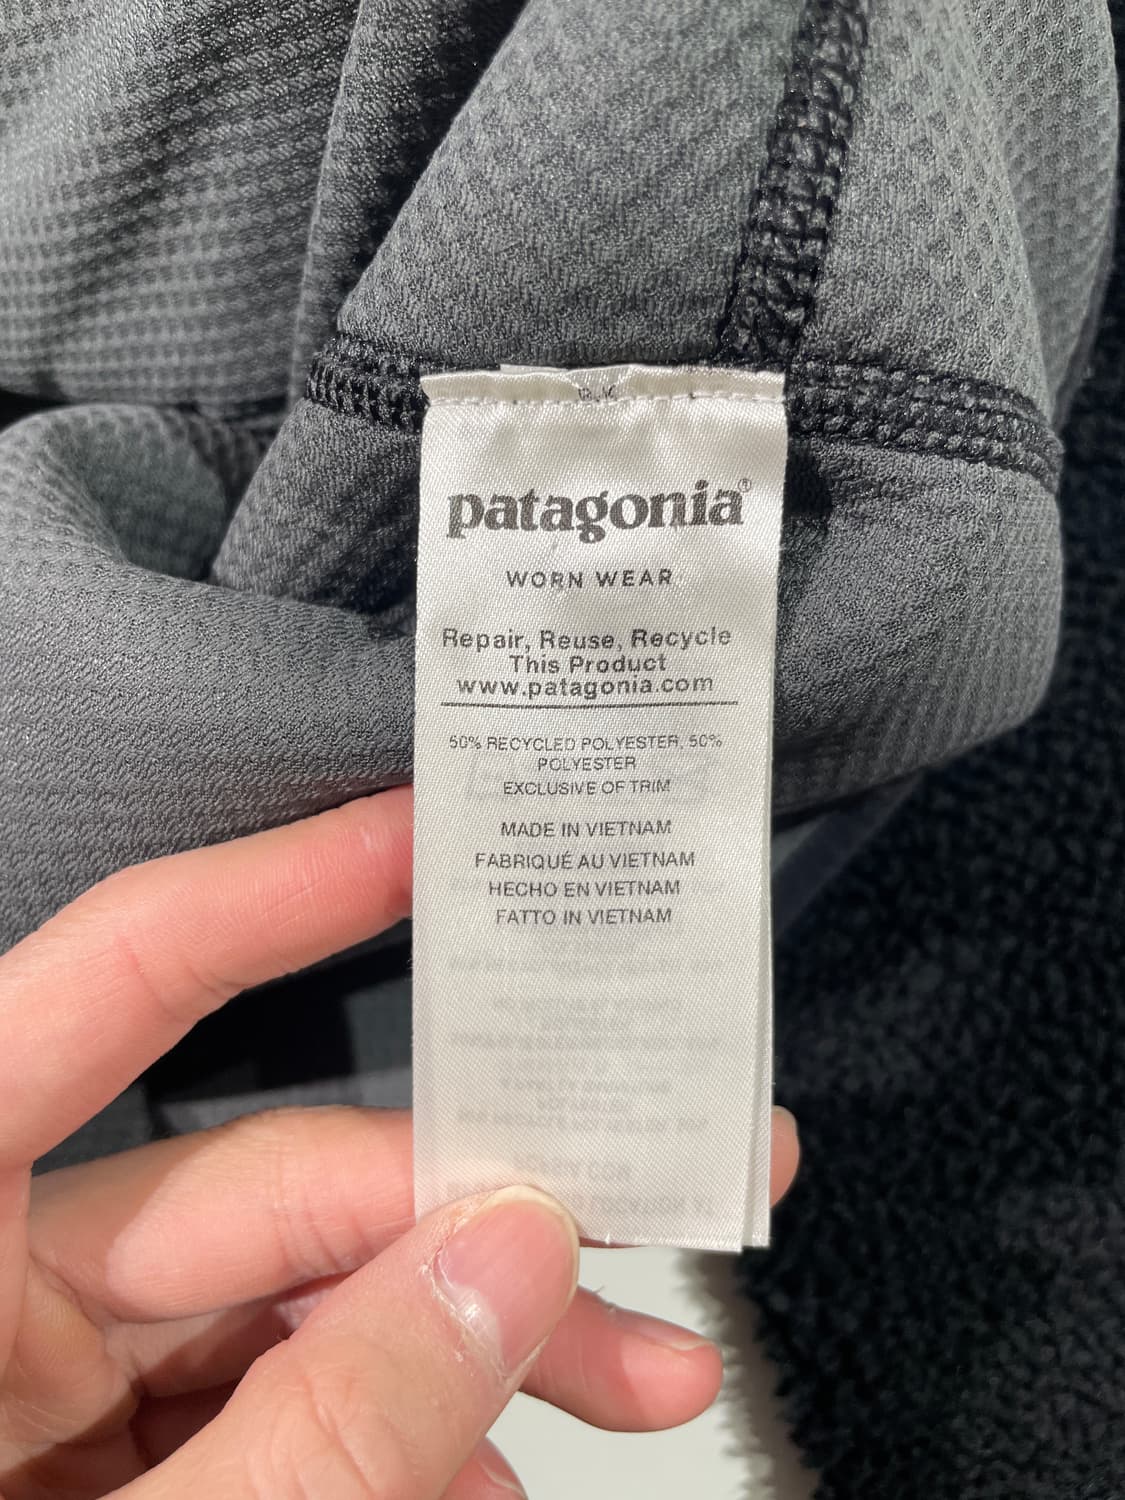 patagonia®
WORN WEAR
Repair, Reuse, Recycle
This Product
www.patagonia.com
50% RECYCLED POLYESTER, 50%
POLYESTER
EXCLUSIVE OF TRIM
MADE IN VIETNAM
FABRIQUÉ AU VIETNAM
HECHO EN VIETNAM
FATTO IN VIETNAM